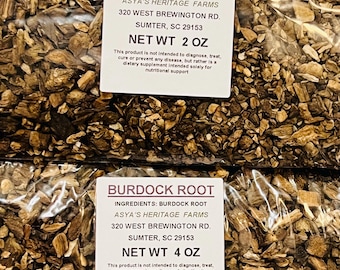 ASYA'S HERITAGE FARMS
320 WEST BREWINGTON RD.
SUMTER, SC 29153
NET WT 2 OZ
This product is not intended to diagnose, treat,
cure or prevent any disease, but rather is a
dietary supplement intended solely for
nutritional support
BURDOCK ROOT
INGREDIENTS: BURDOCK ROOT
ASYA'S HERITAGE FARMS
320 WEST BREWINGTON RD.
SUMTER, SC 29153
NET WT 4 OZ
This product is not intended to diagnose, treat,